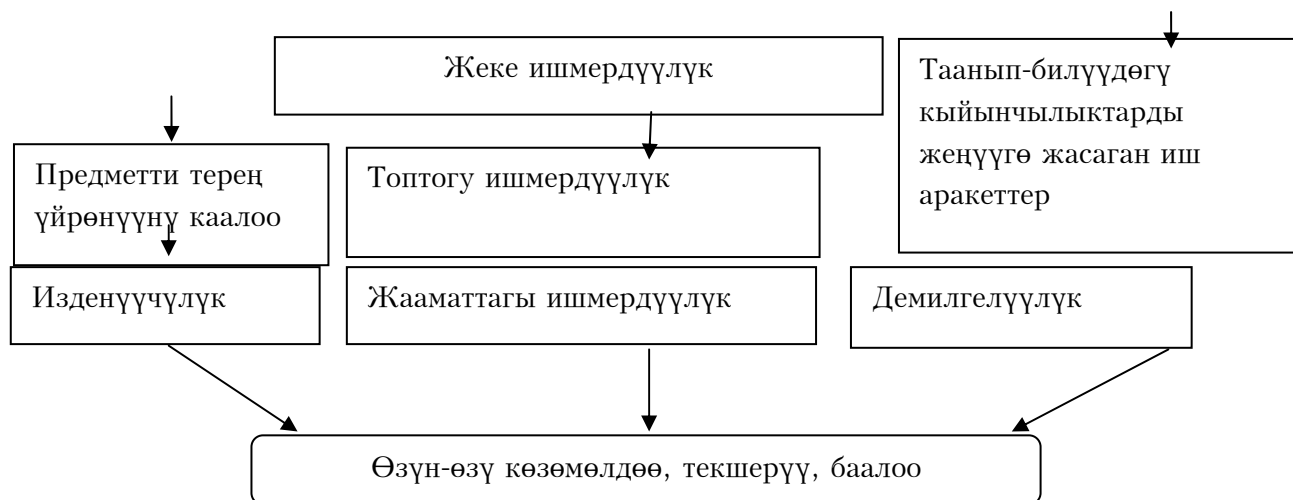 Жеке ишмердүүлүк
Таанып-билүүдөгү
кыйынчылыктарды
жеңүүгө жасаган иш
аракеттер
Предметти терең
үйрөнүүнү каалоо
Топтогу ишмердүүлүк
Изденүүчүлүк
Жааматтагы ишмердүүлүк
Демилгелүүлүк
Өзүн-өзү көзөмөлдөө, текшерүү, баалоо